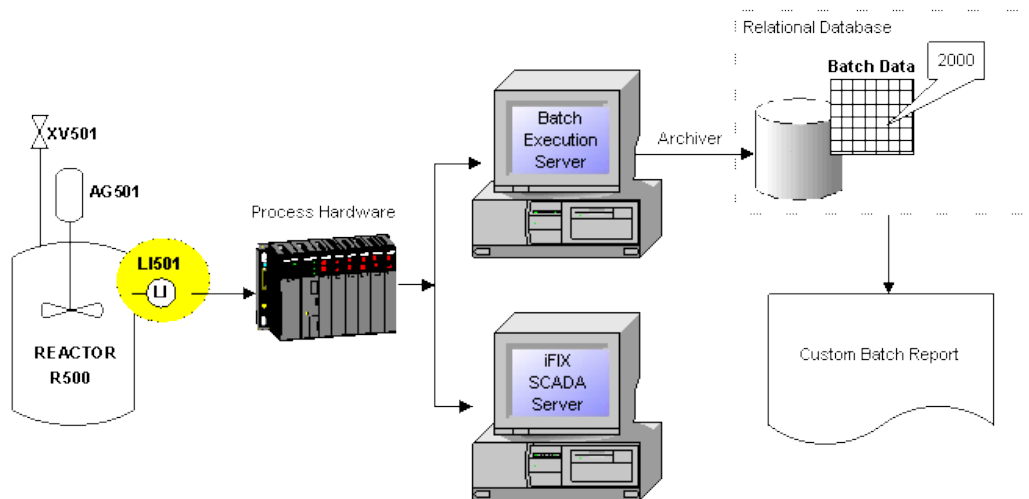 Relational Database
Batch Data
2000
XV501
AG501
Batch
Execution
Server
Archiver
Process Hardware
LI501
LI
REACTOR
R500
iFIX
SCADA
Server
Custom Batch Report